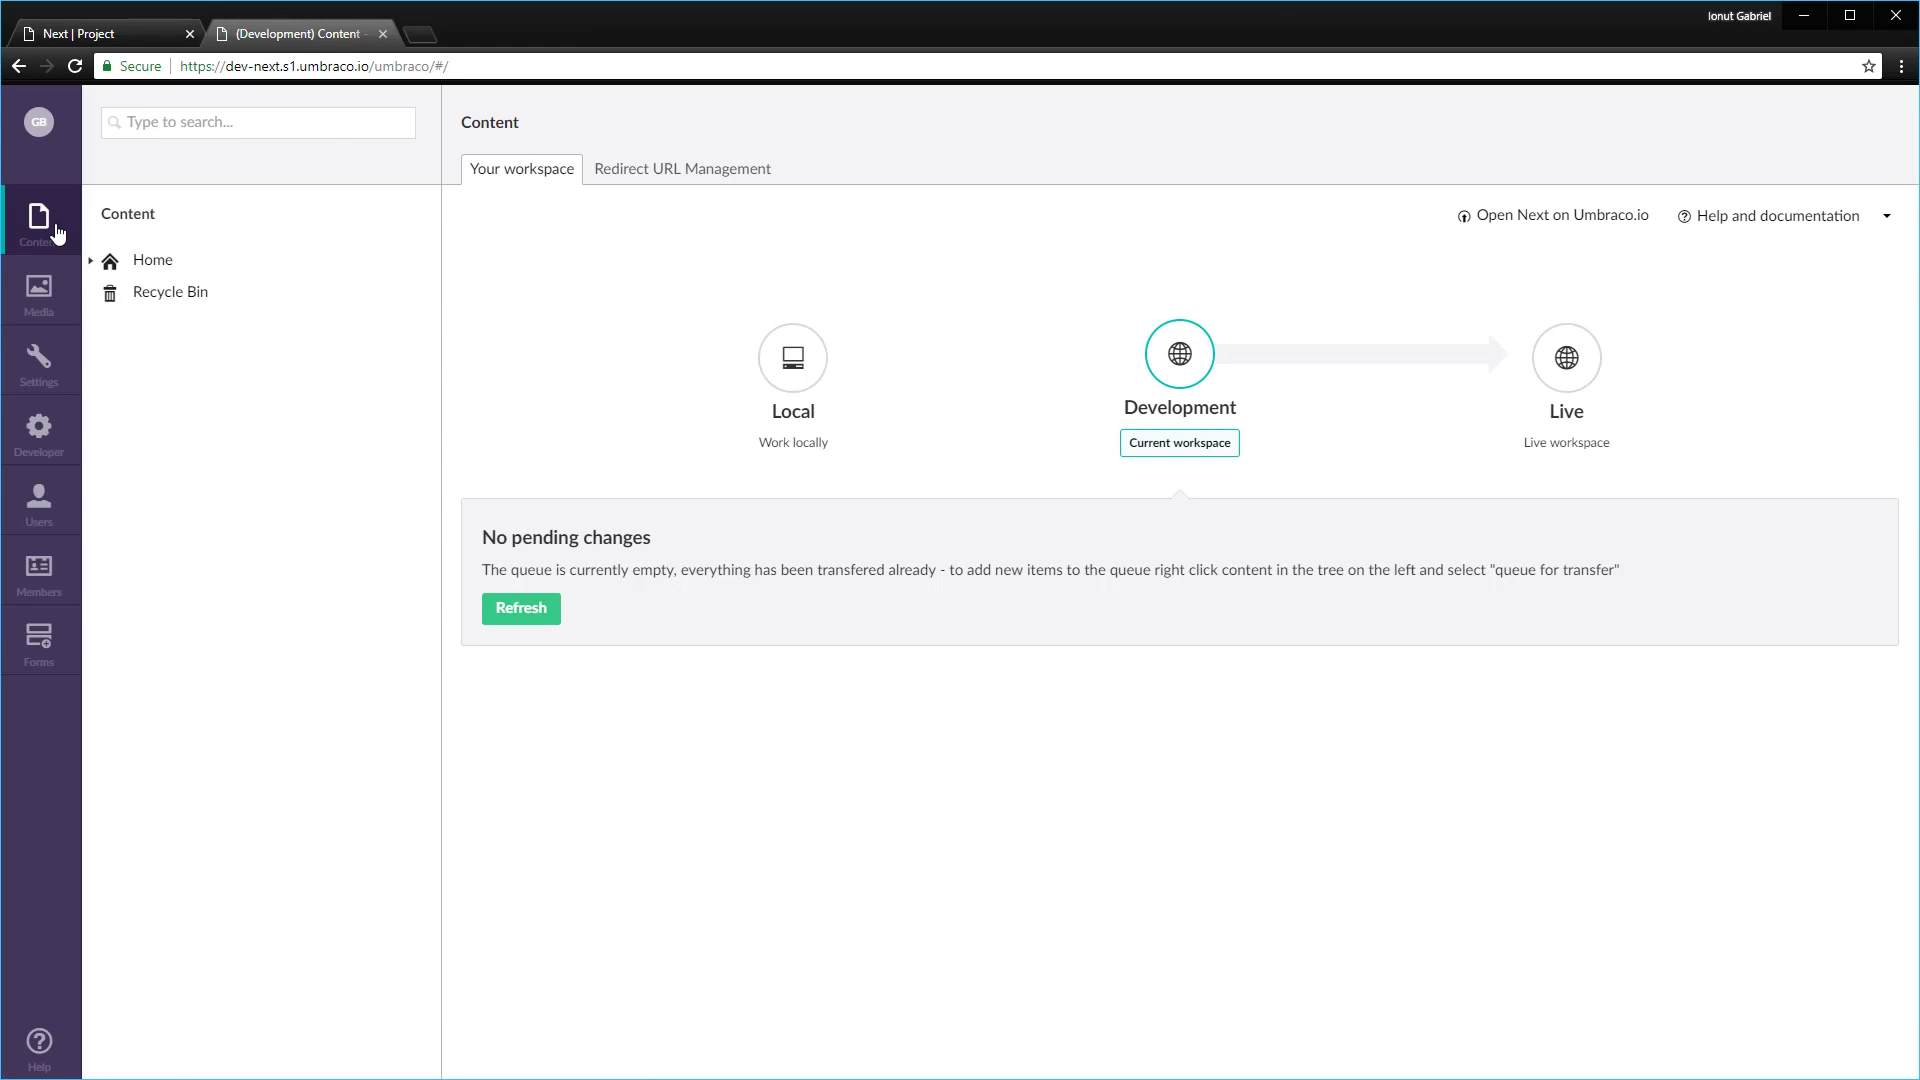 Ionut Gabriel
Next | Project
(Development) Content -
Secure
https://dev-next.s1.umbraco.io/umbraco/#/
GB
Type to search...
Content
Your workspace
Redirect URL Management
Content
Media
Settings
Developer
Users
Members
Forms
Help
Content
Home
Recycle Bin
Open Next on Umbraco.io
Help and documentation
Local
Work locally
Development
Current workspace
Live
Live workspace
No pending changes
The queue is currently empty, everything has been transfered already - to add new items to the queue right click content in the tree on the left and select "queue for transfer"
Refresh